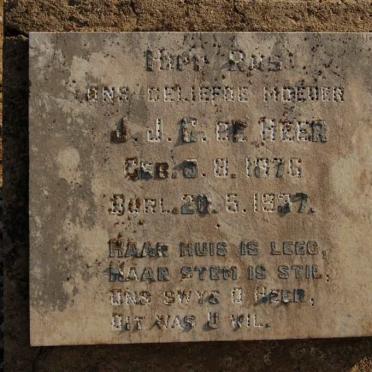 Hier Rust
ONS GELIEFDE MOEDER
J. J. C. DE HEER
GEB. 3. 8. 1876
OORL. 20. 6. 1937.
HAAR HUIS IS LEEG,
HAAR STEM IS STIL,
ONS SWYG O HEER,
DIT WAS U WIL.